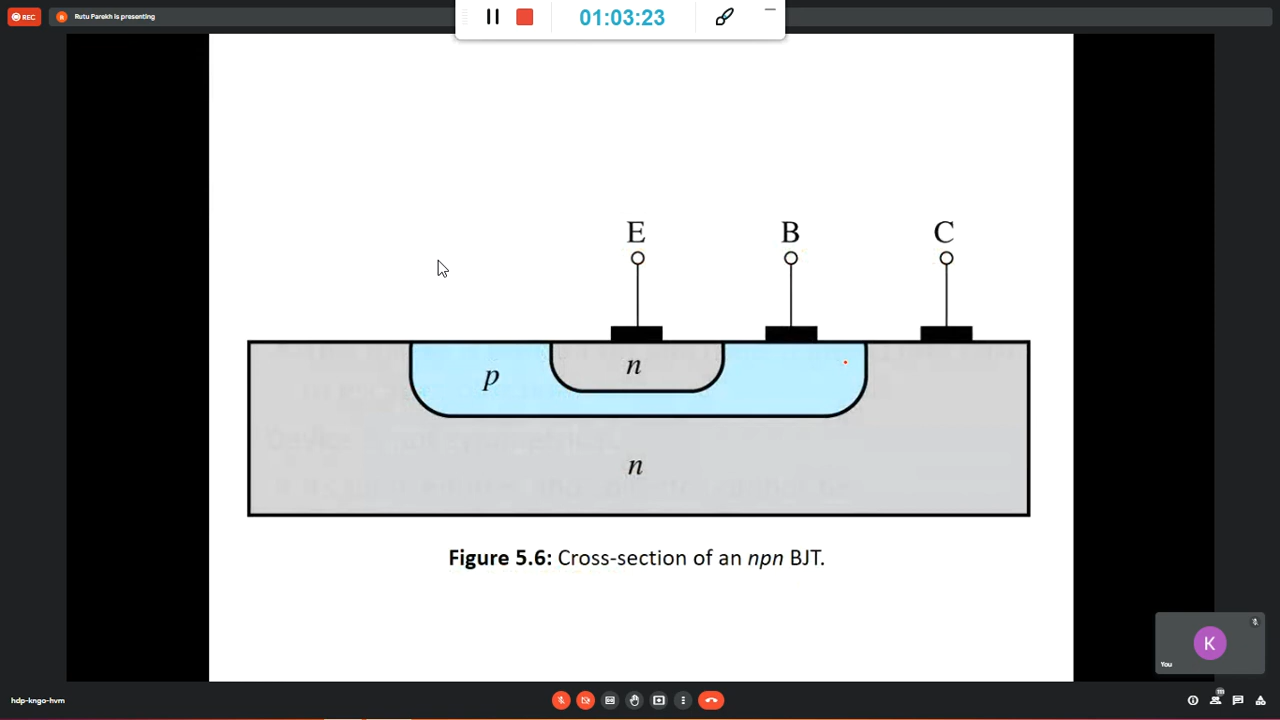 REC
R Rutu Parekh is presenting
01:03:23
E B C
p n
n
Figure 5.6: Cross-section of an npn BJT.
K
You
hdp-kngo-hvm